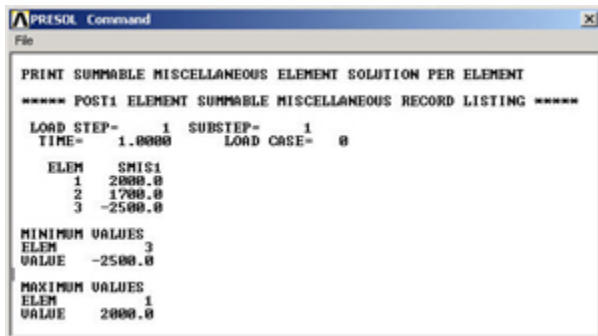 PRESOL Command
File
PRINT SUMMABLE MISCELLANEOUS ELEMENT SOLUTION PER ELEMENT
***** POST1 ELEMENT SUMMABLE MISCELLANEOUS RECORD LISTING *****
LOAD STEP= 1 SUBSTEP= 1
TIME= 1.0000 LOAD CASE= 0
ELEM SMIS1
1 2000.0
2 1700.0
3 -2500.0
MINIMUM VALUES
ELEM 3
VALUE -2500.0
MAXIMUM VALUES
ELEM 1
VALUE 2000.0